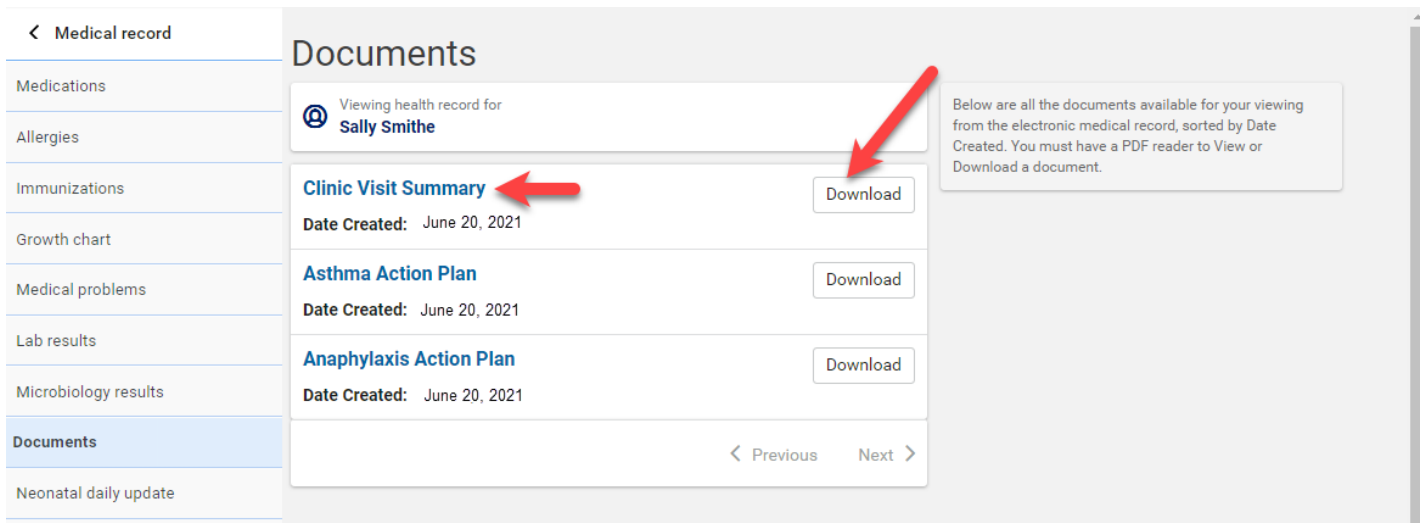 Medical record
Medications
Allergies
Immunizations
Growth chart
Medical problems
Lab results
Microbiology results
Documents
Neonatal daily update
Documents
Viewing health record for
Sally Smithe
Clinic Visit Summary
Download
Date Created: June 20, 2021
Asthma Action Plan
Download
Date Created: June 20, 2021
Anaphylaxis Action Plan
Download
Date Created: June 20, 2021
Previous Next
Below are all the documents available for your viewing
from the electronic medical record, sorted by Date
Created. You must have a PDF reader to View or
Download a document.